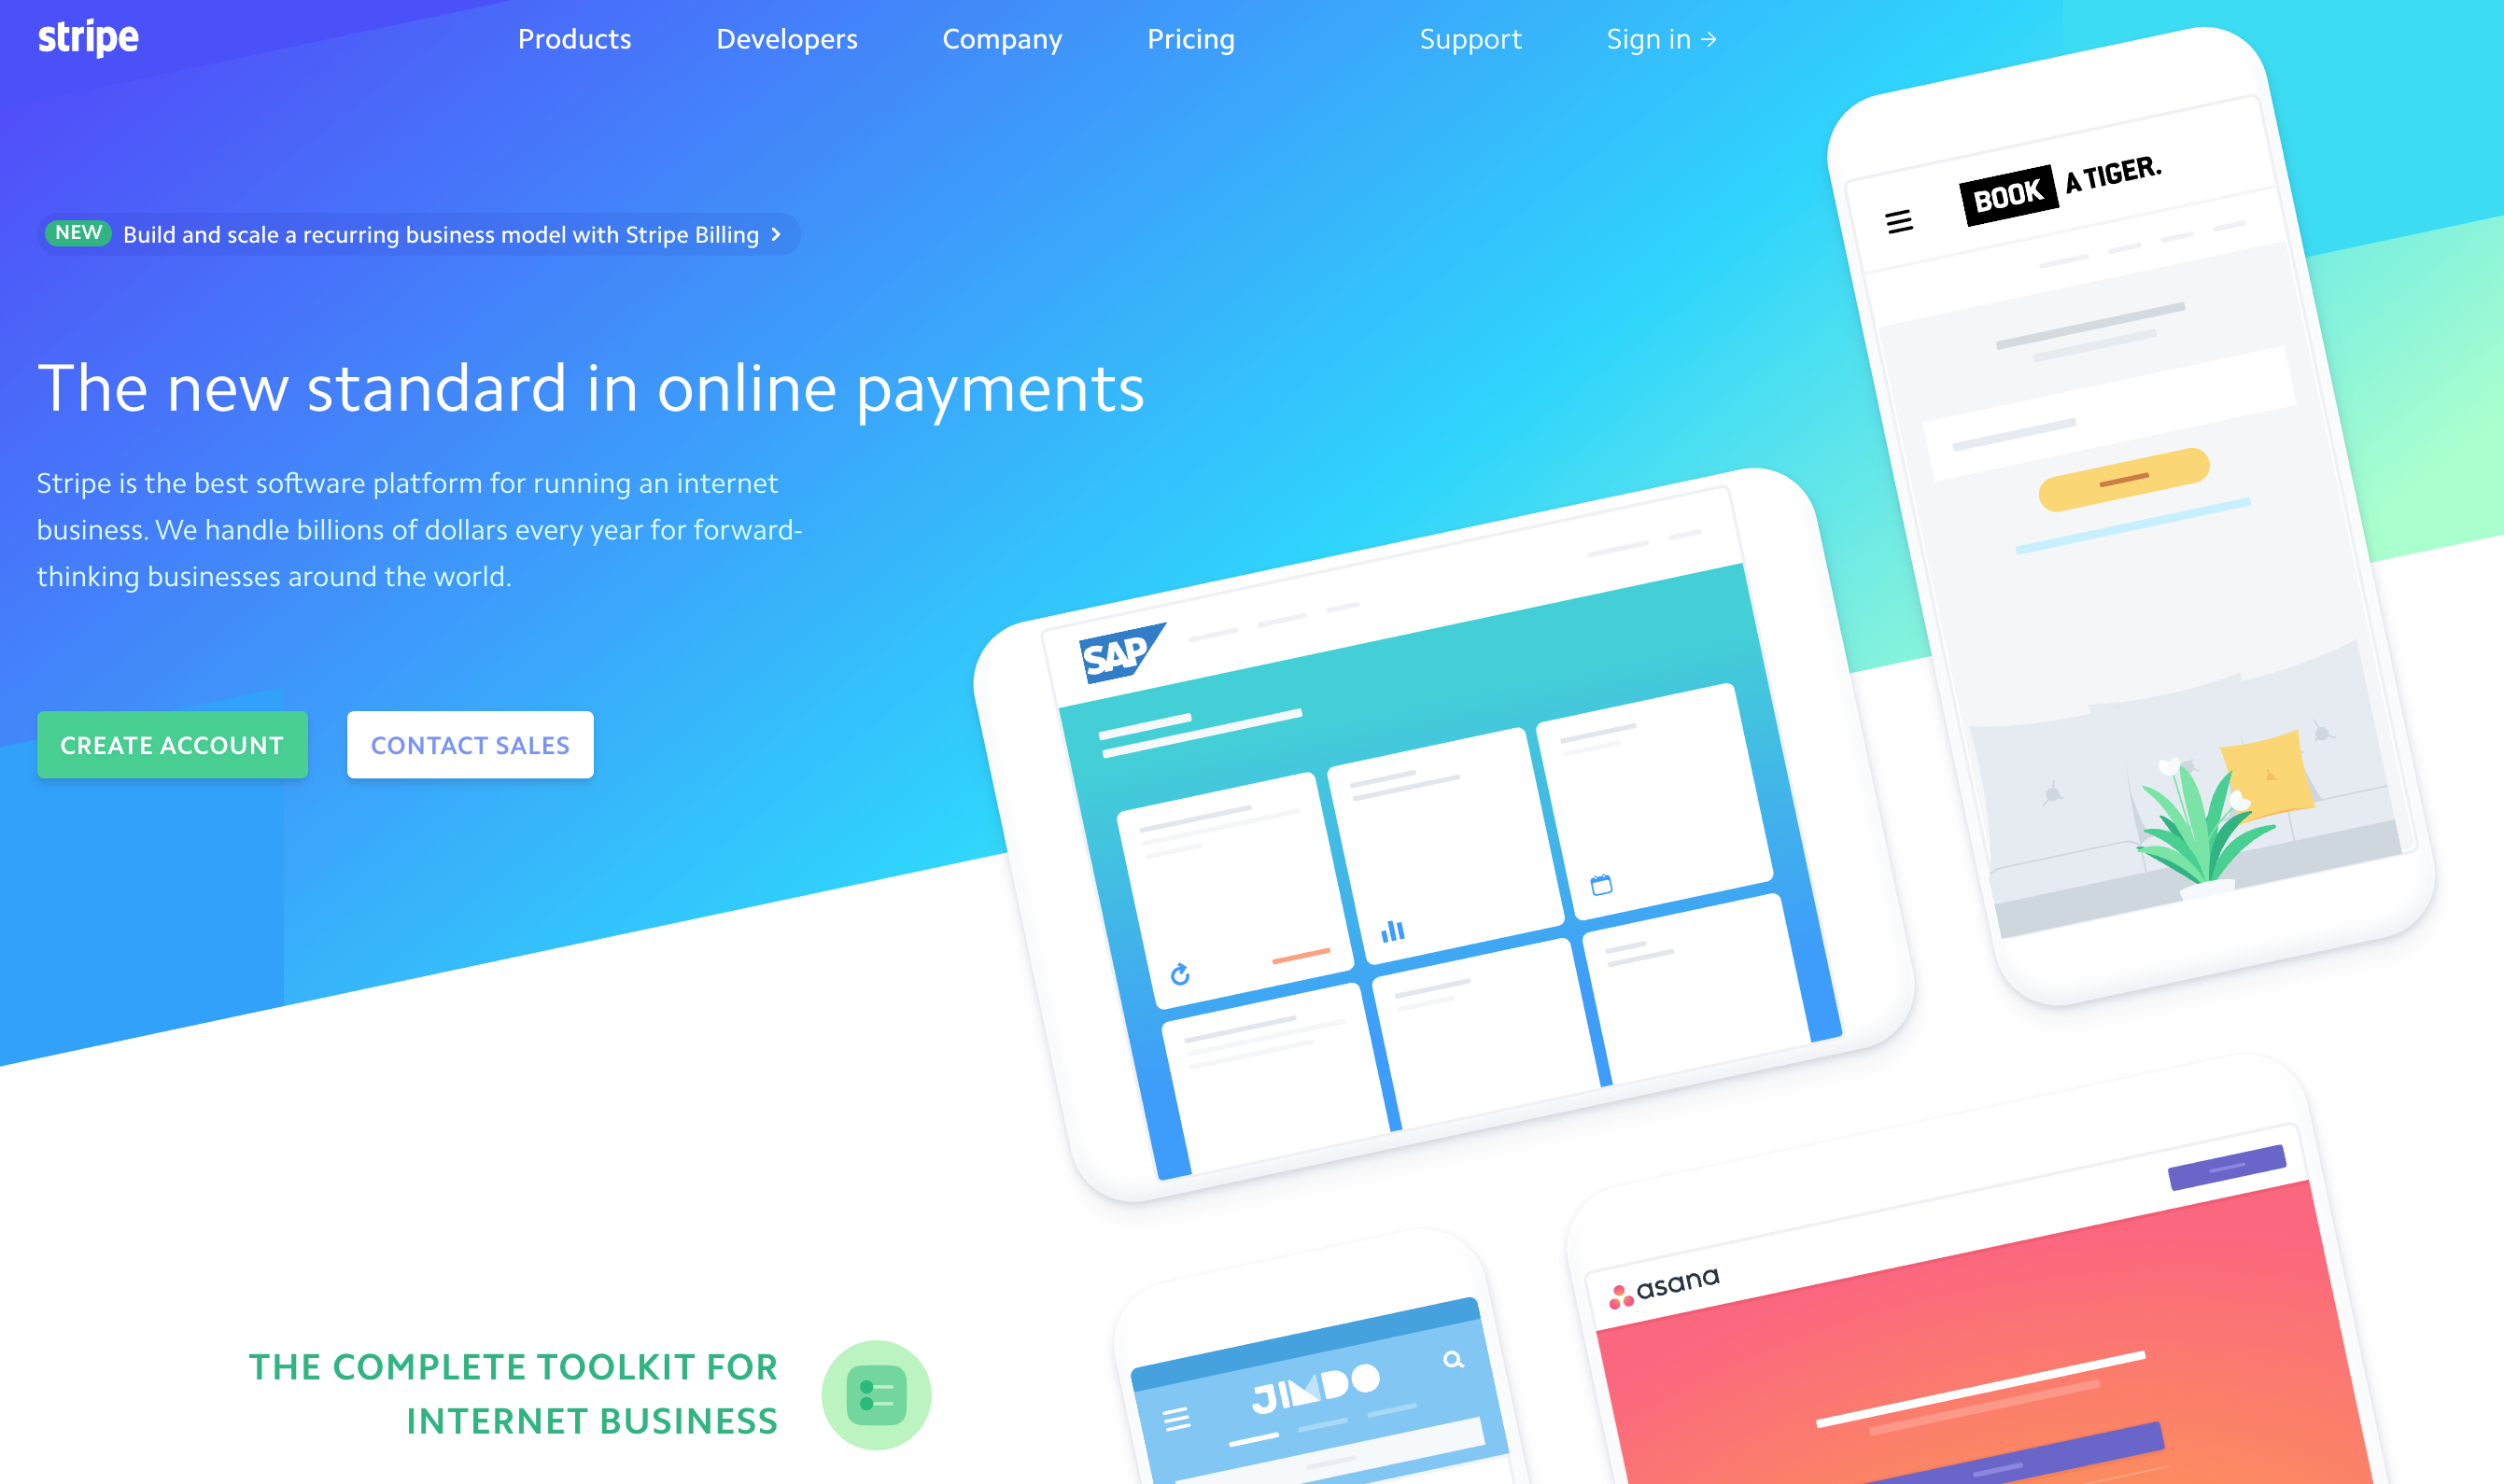 stripe
Products
Developers
Company
Pricing
Support
Sign in →
NEW Build and scale a recurring business model with Stripe Billing
The new standard in online payments
Stripe is the best software platform for running an internet
business. We handle billions of dollars every year for forward-
thinking businesses around the world.
CREATE ACCOUNT
CONTACT SALES
BOOK A TIGER.
SAP
asana
JIMDO
THE COMPLETE TOOLKIT FOR
INTERNET BUSINESS